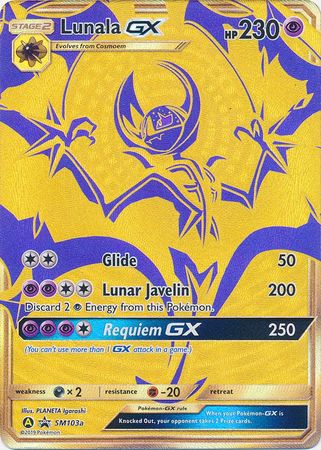 STAGE2 Lunala GX HP 230
Evolves from Cosmoem
Glide 50
Lunar Javelin 200
Discard 2 Energy from this Pokémon.
Requiem GX 250
(You can't use more than 1 GX attack in a game.)
weakness ×2 resistance -20 retreat
Illus. PLANETA Igarashi
Pokémon-GX rule
When your Pokémon-GX is
Knocked Out, your opponent takes 2 Prize cards.
A SM103a
©2019 Pokémon